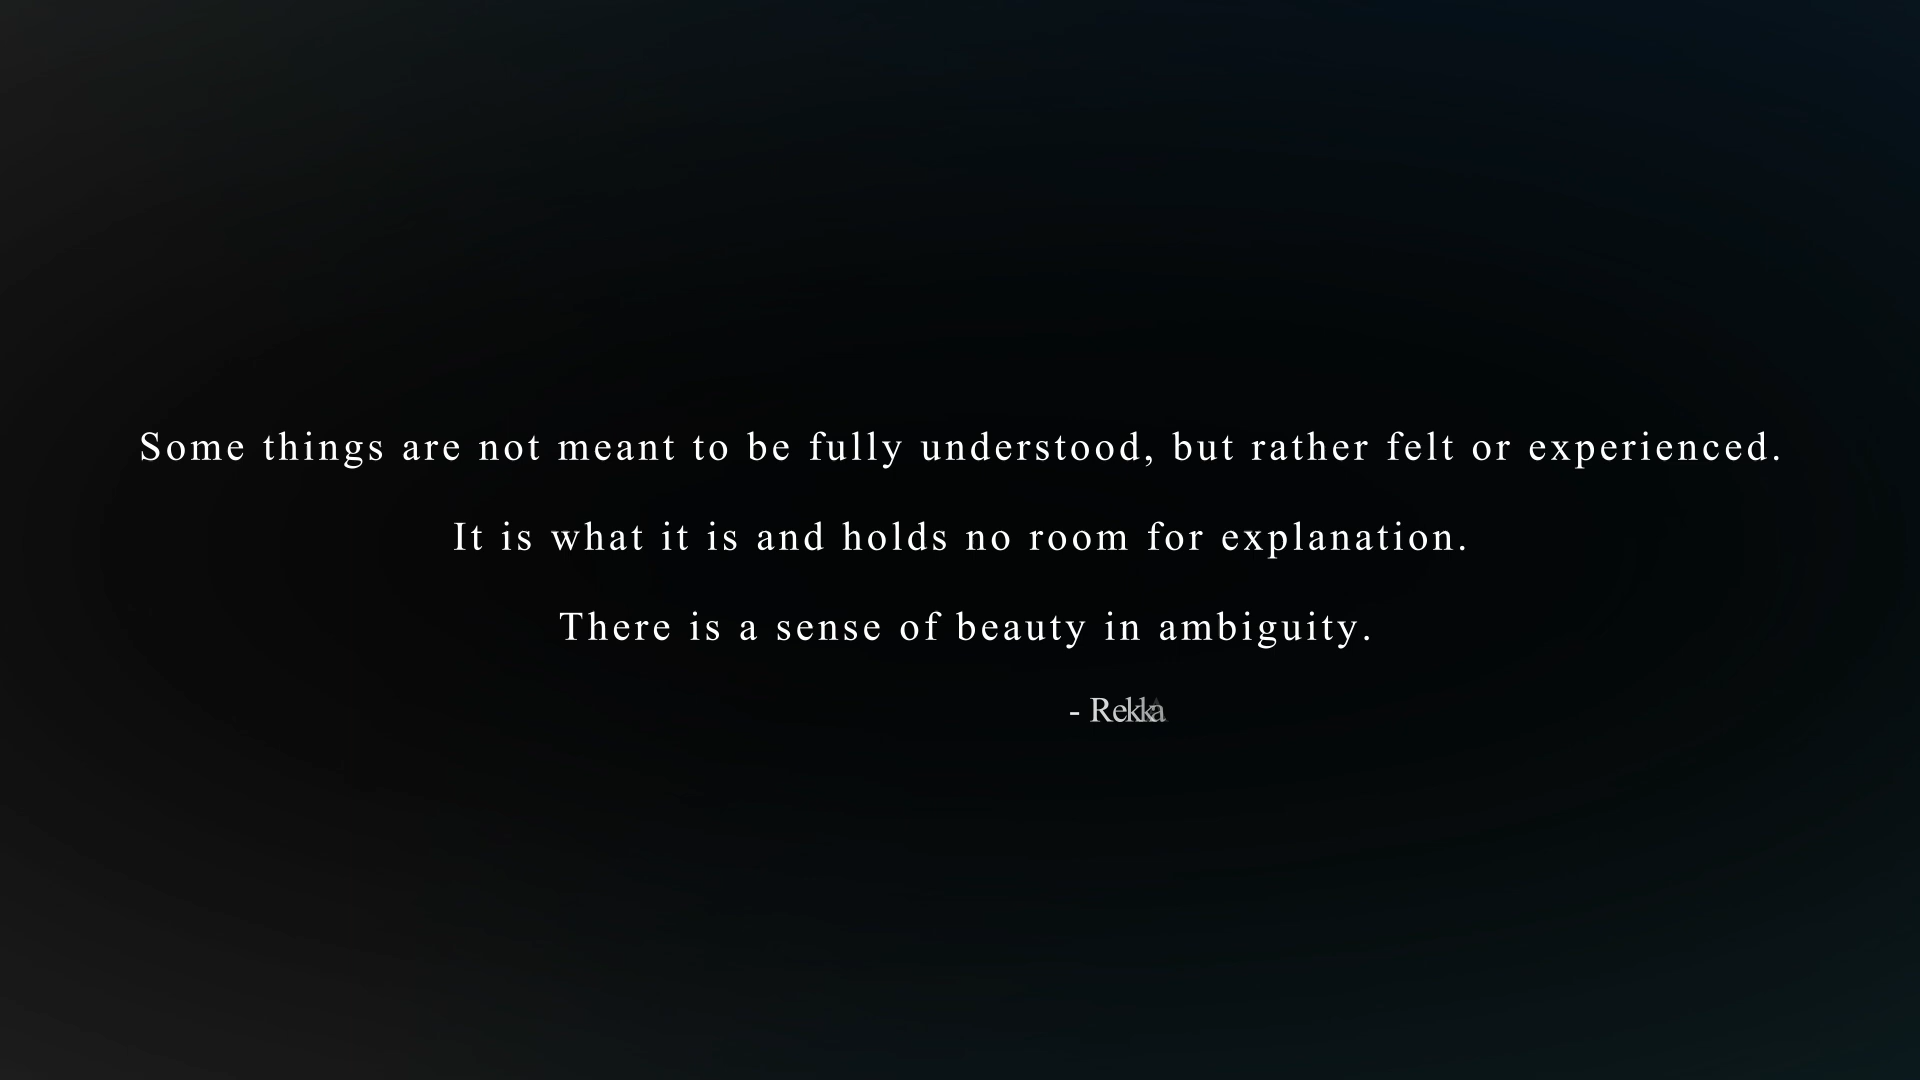 Some things are not meant to be fully understood, but rather felt or experienced.
It is what it is and holds no room for explanation.
There is a sense of beauty in ambiguity.
- Rekka